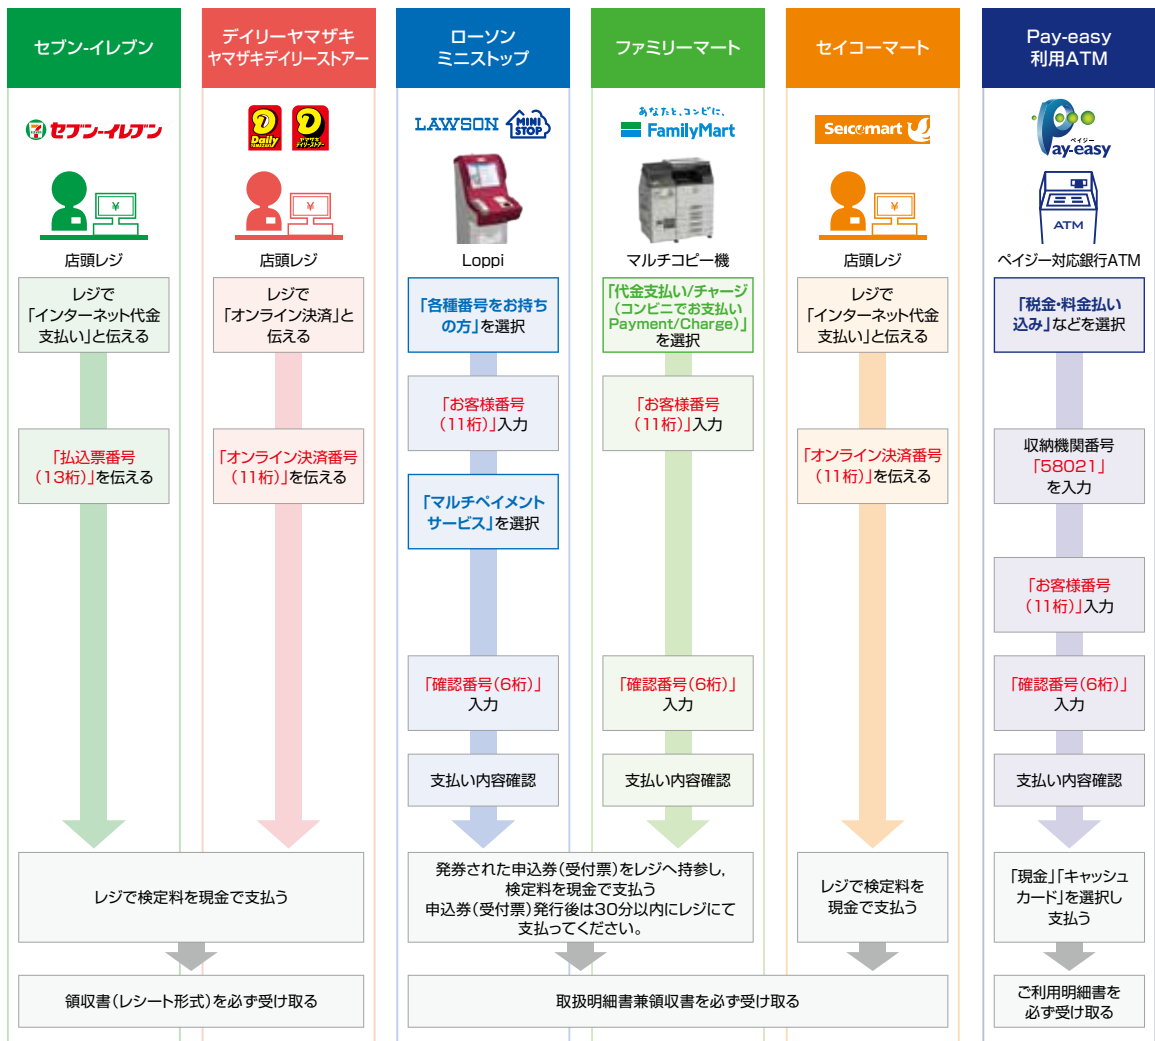 セブン-イレブン
デイリーヤマザキ
ヤマザキデイリーストアー
ローソン
ミニストップ
ファミリーマート
セイコーマート
Pay-easy
利用ATM
セブン-イレブン
Daily
YAMAZAKI
ヤマザキ
デイリーストアー
LAWSON
MINI
STOP
あなたと、コンビに、
FamilyMart
Seicomart
ペイジー
Pay-easy
¥
¥
¥
ATM
店頭レジ
店頭レジ
Loppi
マルチコピー機
店頭レジ
ペイジー対応銀行ATM
レジで
「インターネット代金
支払い」と伝える
「払込票番号
(13桁)」を伝える
レジで
「オンライン決済」と
伝える
「オンライン決済番号
(11桁)」を伝える
「各種番号をお持ち
の方」を選択
「お客様番号
(11桁)」入力
「マルチペイメント
サービス」を選択
「確認番号(6桁)」
入力
支払い内容確認
「代金支払い/チャージ
(コンビニでお支払い
Payment/Charge)」
を選択
「お客様番号
(11桁)」入力
「確認番号(6桁)」
入力
支払い内容確認
レジで
「インターネット代金
支払い」と伝える
「オンライン決済番号
(11桁)」を伝える
「税金・料金払い
込み」などを選択
収納機関番号
「58021」
を入力
「お客様番号
(11桁)」入力
「確認番号(6桁)」
入力
支払い内容確認
レジで検定料を現金で支払う
発券された申込券(受付票)をレジへ持参し,
検定料を現金で支払う
申込券(受付票)発行後は30分以内にレジにて
支払ってください。
レジで検定料を
現金で支払う
「現金」「キャッシュ
カード」を選択し
支払う
領収書(レシート形式)を必ず受け取る
取扱明細書兼領収書を必ず受け取る
ご利用明細書を
必ず受け取る